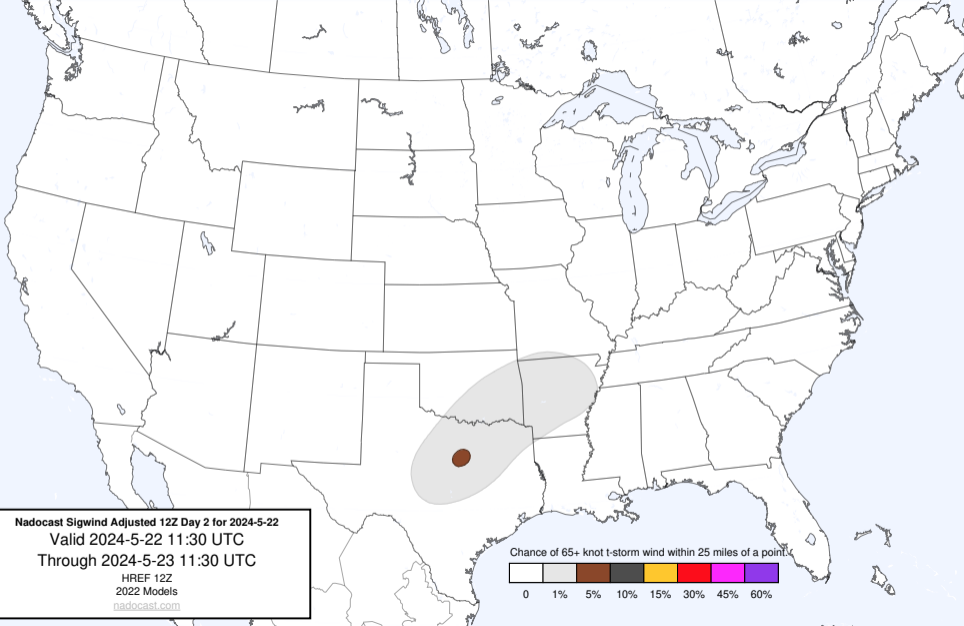 Nadocast Sigwind Adjusted 12Z Day 2 for 2024-5-22
Valid 2024-5-22 11:30 UTC
Through 2024-5-23 11:30 UTC
HREF 12Z
2022 Models
nadocast.com
Chance of 65+ knot t-storm wind within 25 miles of a point.
0 1% 5% 10% 15% 30% 45% 60%